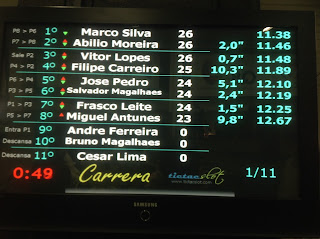 P6 > P6 1º Marco Silva 26 11.38
P7 > P8 2º Abilio Moreira 26 2,0" 11.46
Sale P2 3º Vitor Lopes 26 0,7" 11.48
P3 > P4 4º Filipe Carreiro 25 10,3" 11.89
P4 > P5 5º Jose Pedro 24 5,1" 12.10
P2 > P3 6º Salvador Magalhaes 24 2,4" 12.19
P1 > P3 7º Frasco Leite 24 1,5" 12.25
P5 > P7 8º Miguel Antunes 23 9,8" 12.67
Entra P1 9º Andre Ferreira 0
Descansa 10º Bruno Magalhaes 0
Descansa 11º Cesar Lima 0
0:49 Carrera tictac slot 1/11
SAMSUNG